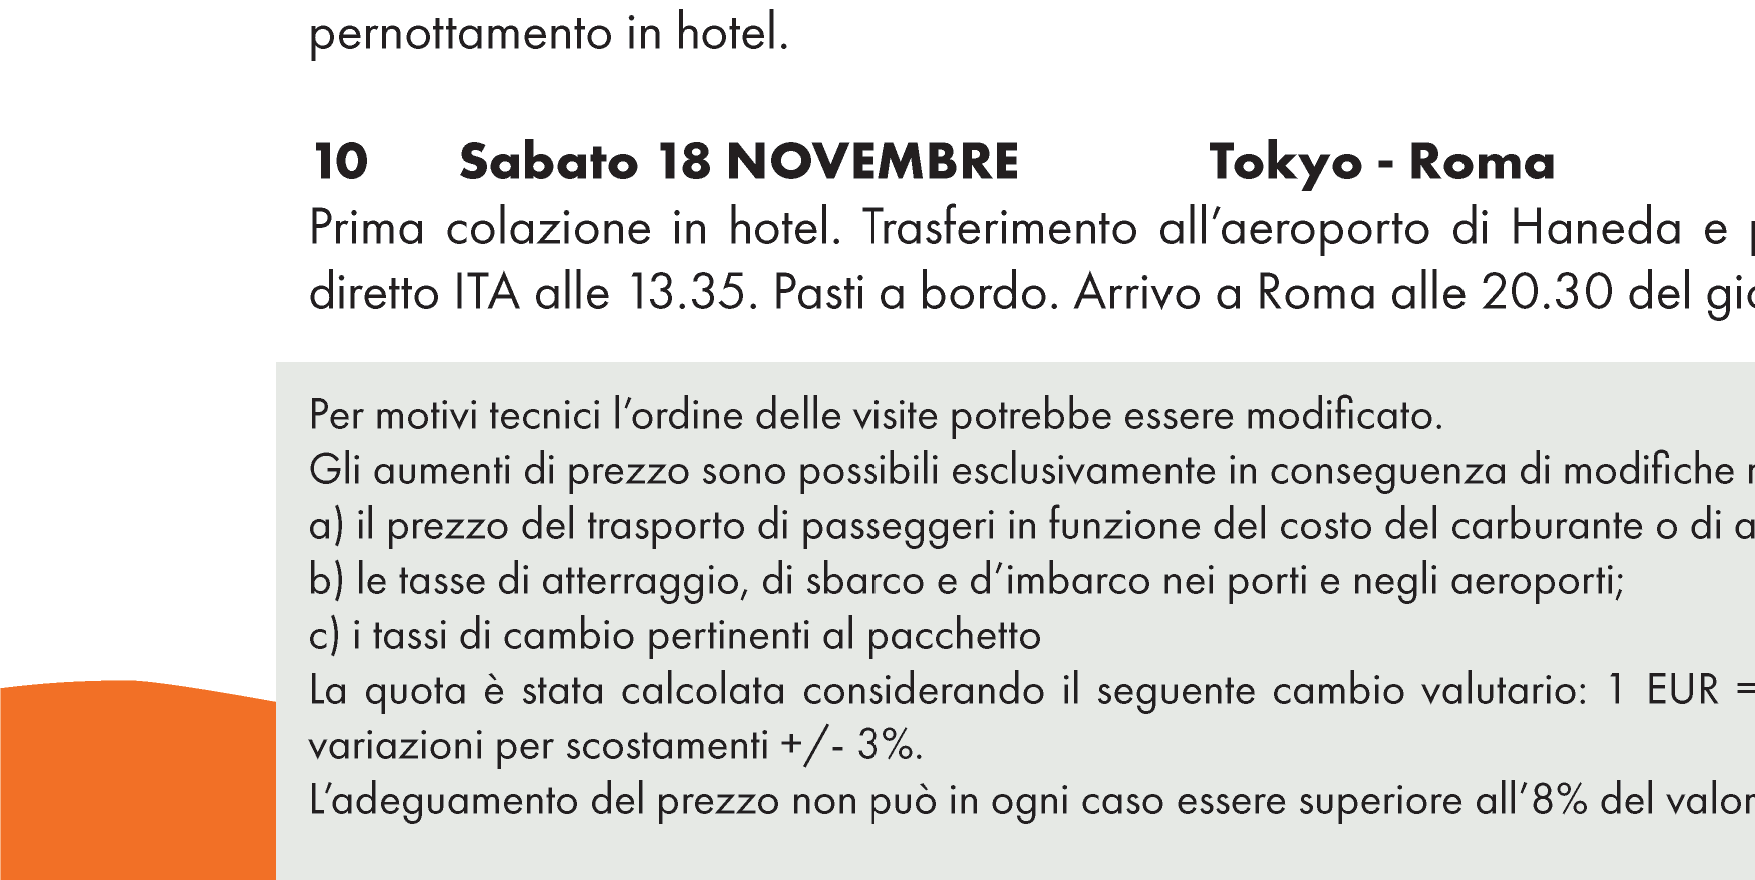 pernottamento in hotel.
10 Sabato 18 NOVEMBRE Tokyo - Roma
Prima colazione in hotel. Trasferimento all’aeroporto di Haneda e
diretto ITA alle 13.35. Pasti a bordo. Arrivo a Roma alle 20.30 del
Per motivi tecnici l’ordine delle visite potrebbe essere modificato.
Gli aumenti di prezzo sono possibili esclusivamente in conseguenza di modifiche
a) il prezzo del trasporto di passeggeri in funzione del costo del carburante o di
b) le tasse di atterraggio, di sbarco e d’imbarco nei porti e negli aeroporti;
c) i tassi di cambio pertinenti al pacchetto
La quota è stata calcolata considerando il seguente cambio valutario: 1 EUR =
variazioni per scostamenti +/- 3%.
L’adeguamento del prezzo non può in ogni caso essere superiore all’8% del